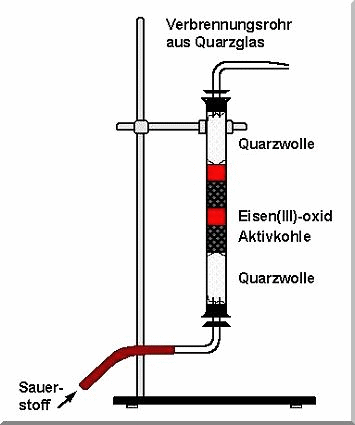 Verbrennungsrohr
aus Quarzglas
Quarzwolle
Eisen(III)-oxid
Aktivkohle
Quarzwolle
Sauer-
stoff